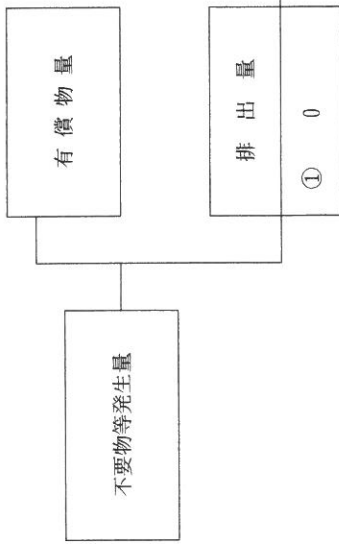 不要物等発生量
有償物量
排出量
① 0